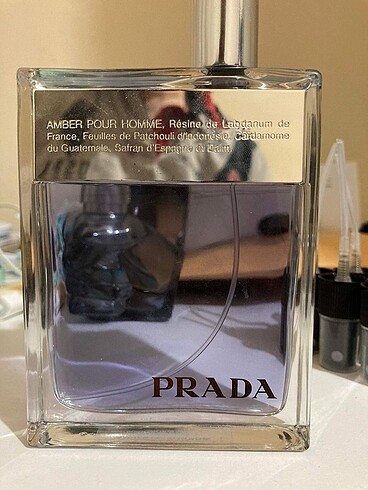 AMBER POUR HOMME, Résine de Labdanum de
France, Feuilles de Patchouli d'Indonésie, Cardamome
du Guatemala, Safran d'Espagne et
PRADA